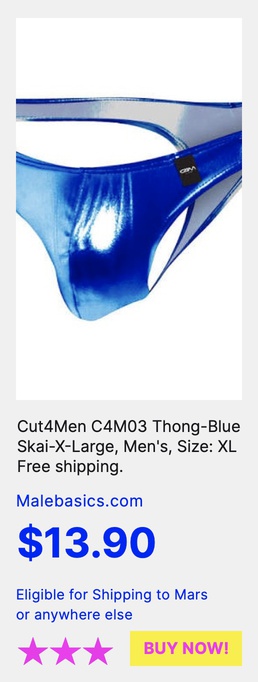 Cut4Men C4M03 Thong-Blue
Skai-X-Large, Men's, Size: XL
Free shipping.
Malebasics.com
$13.90
Eligible for Shipping to Mars
or anywhere else
BUY NOW!